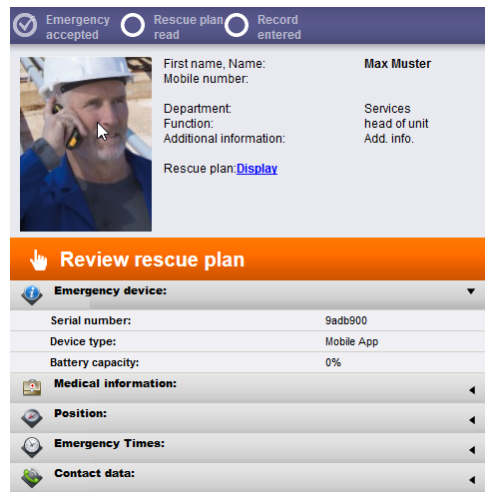 Emergency accepted
Rescue plan read
Record entered
First name, Name: Max Muster
Mobile number:
Department: Services
Function: head of unit
Additional information: Add. info.
Rescue plan:Display
Review rescue plan
Emergency device:
Serial number: 9adb900
Device type: Mobile App
Battery capacity: 0%
Medical information:
Position:
Emergency Times:
Contact data: